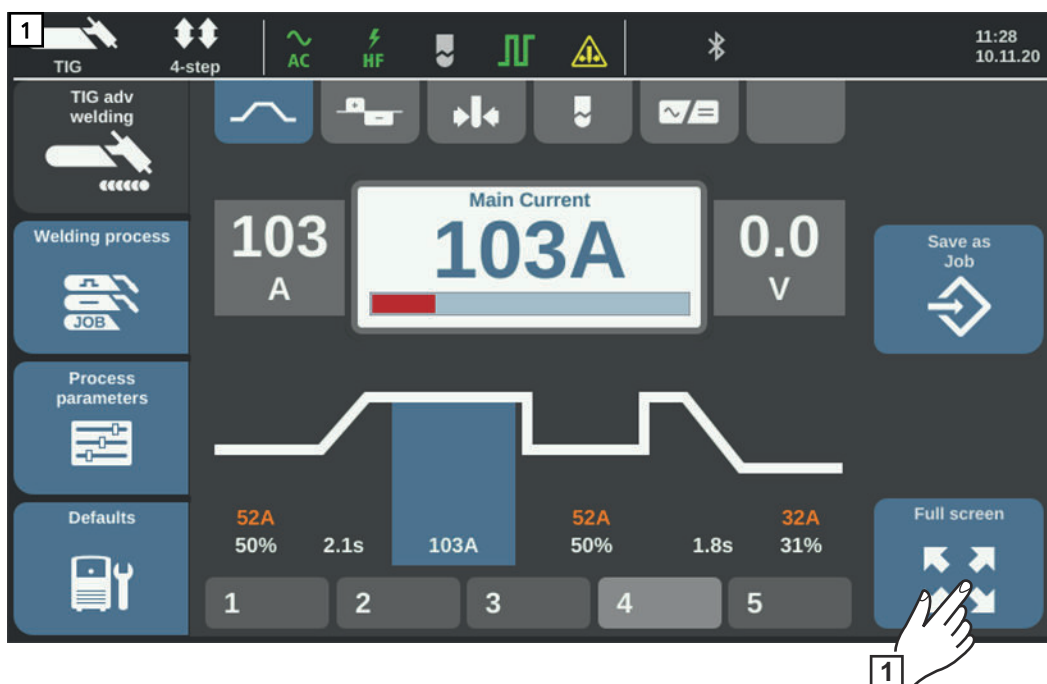 1
TIG
4-step
AC
HF
11:28
10.11.20
TIG adv
welding
Welding process
JOB
Process
parameters
Defaults
103
A
Main Current
103A
0.0
V
Save as
Job
52A
50%
2.1s
103A
52A
50%
1.8s
32A
31%
Full screen
1
2
3
4
5
1